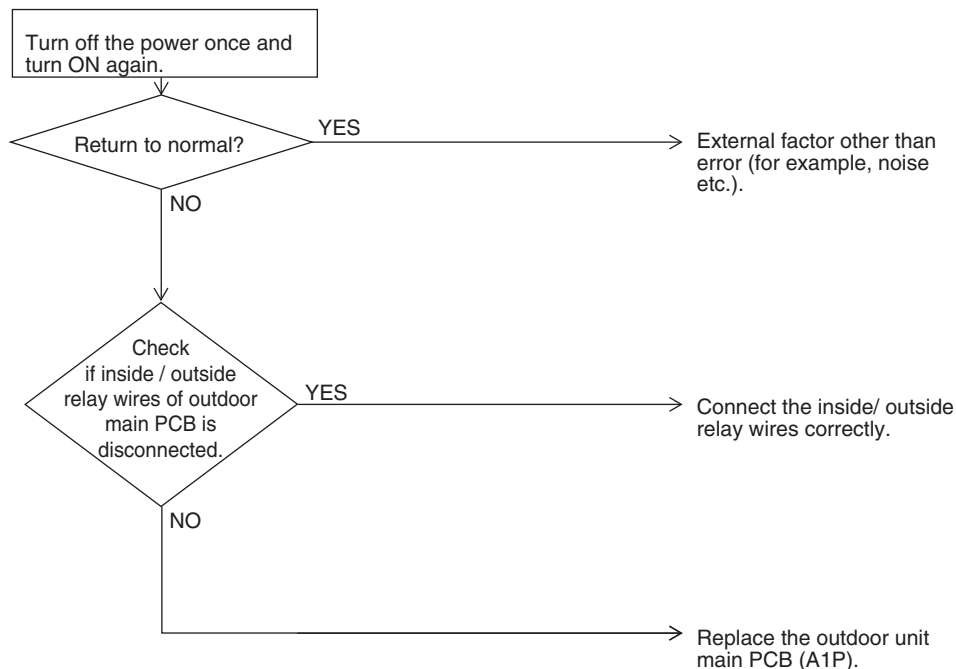 Turn off the power once and
turn ON again.
Return to normal?
YES
External factor other than
error (for example, noise
etc.).
NO
Check
if inside / outside
relay wires of outdoor
main PCB is
disconnected.
YES
Connect the inside/ outside
relay wires correctly.
NO
Replace the outdoor unit
main PCB (A1P).